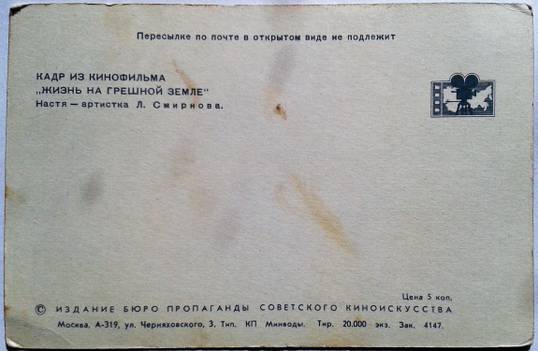 Пересылке по почте в открытом виде не подлежит
КАДР ИЗ КИНОФИЛЬМА
„ЖИЗНЬ НА ГРЕШНОЙ ЗЕМЛЕ"
Настя — артистка Л. Смирнова.
Цена 5 коп.
© ИЗДАНИЕ БЮРО ПРОПАГАНДЫ СОВЕТСКОГО КИНОИСКУССТВА
Москва, А-319, ул. Черняховского, 3. Тип. КП Минводы. Тир. 20.000 экз. Зак. 4147.